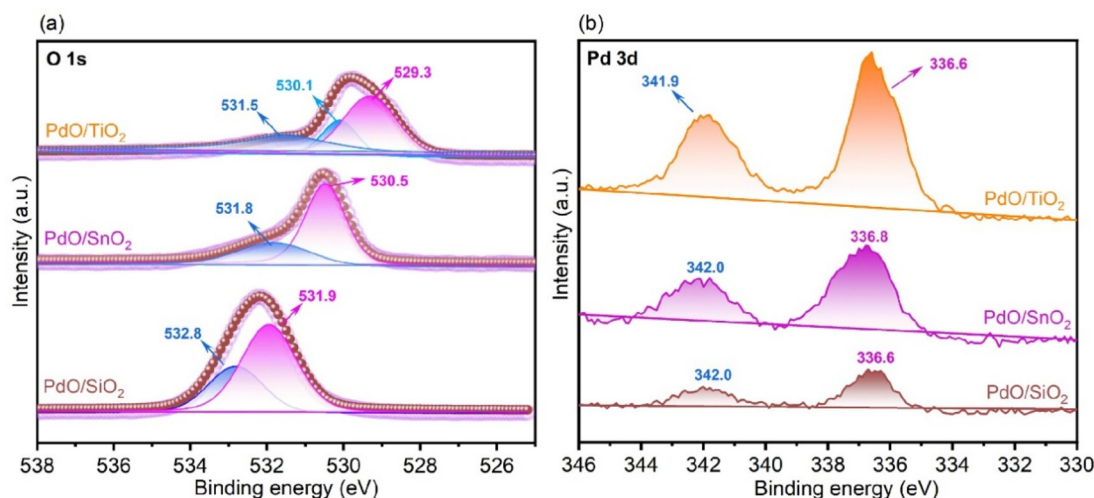 (a)
O 1s
529.3
530.1
531.5
PdO/TiO2
530.5
531.8
PdO/SnO2
531.9
532.8
PdO/SiO2
Intensity (a.u.)
538 536 534 532 530 528 526
Binding energy (eV)
(b)
Pd 3d
341.9
336.6
PdO/TiO2
336.8
342.0
PdO/SnO2
336.6
342.0
PdO/SiO2
Intensity (a.u.)
346 344 342 340 338 336 334 332 330
Binding energy (eV)